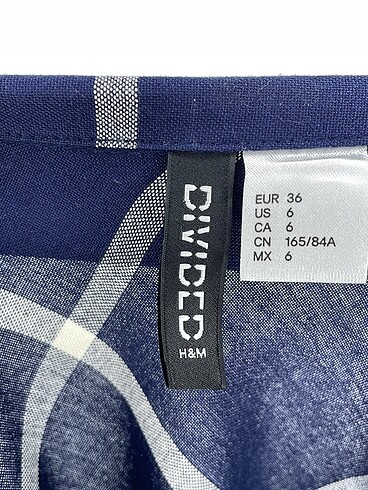 DIVIDED
H&M
EUR 36
US 6
CA 6
CN 165/84A
MX 6